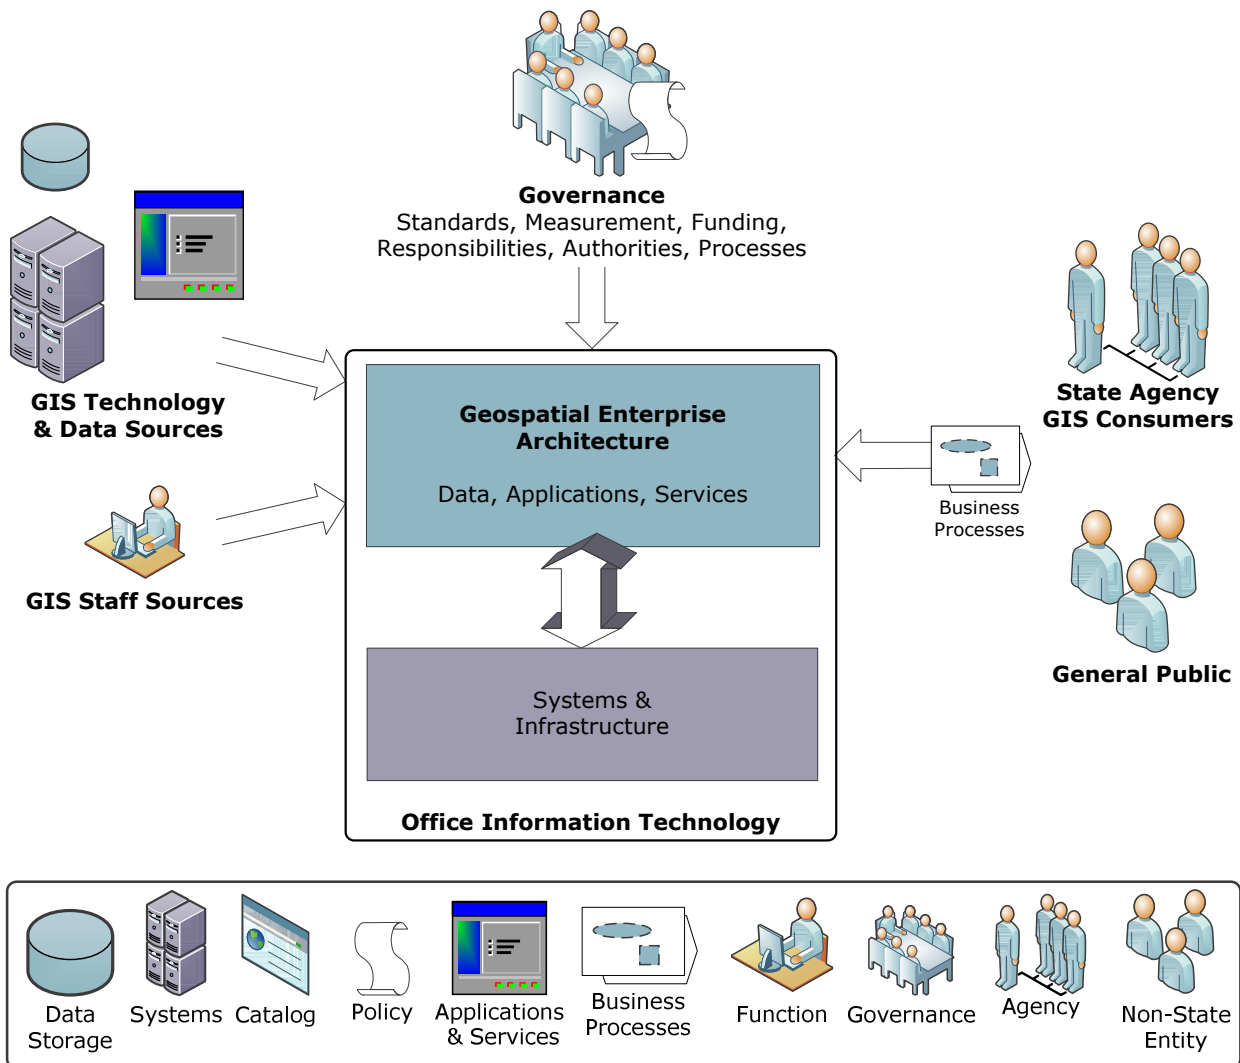 Governance
Standards, Measurement, Funding,
Responsibilities, Authorities, Processes
GIS Technology
& Data Sources
GIS Staff Sources
Geospatial Enterprise
Architecture
Data, Applications, Services
Systems &
Infrastructure
Office Information Technology
Business
Processes
State Agency
GIS Consumers
General Public
Data
Storage
Systems
Catalog
Policy
Applications
& Services
Business
Processes
Function
Governance
Agency
Non-State
Entity